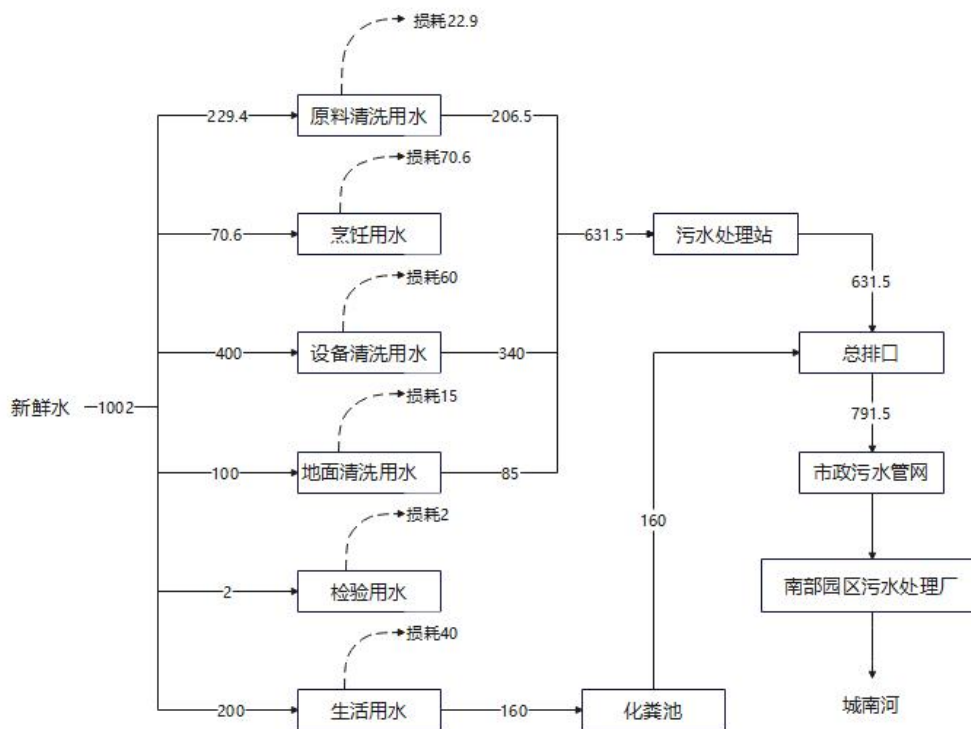 损耗22.9
229.4
原料清洗用水
206.5
损耗70.6
70.6
烹饪用水
631.5
污水处理站
损耗60
631.5
400
设备清洗用水
340
总排口
损耗15
新鲜水
1002
791.5
100
地面清洗用水
85
市政污水管网
损耗2
160
2
检验用水
南部园区污水处理厂
损耗40
200
生活用水
160
化粪池
城南河